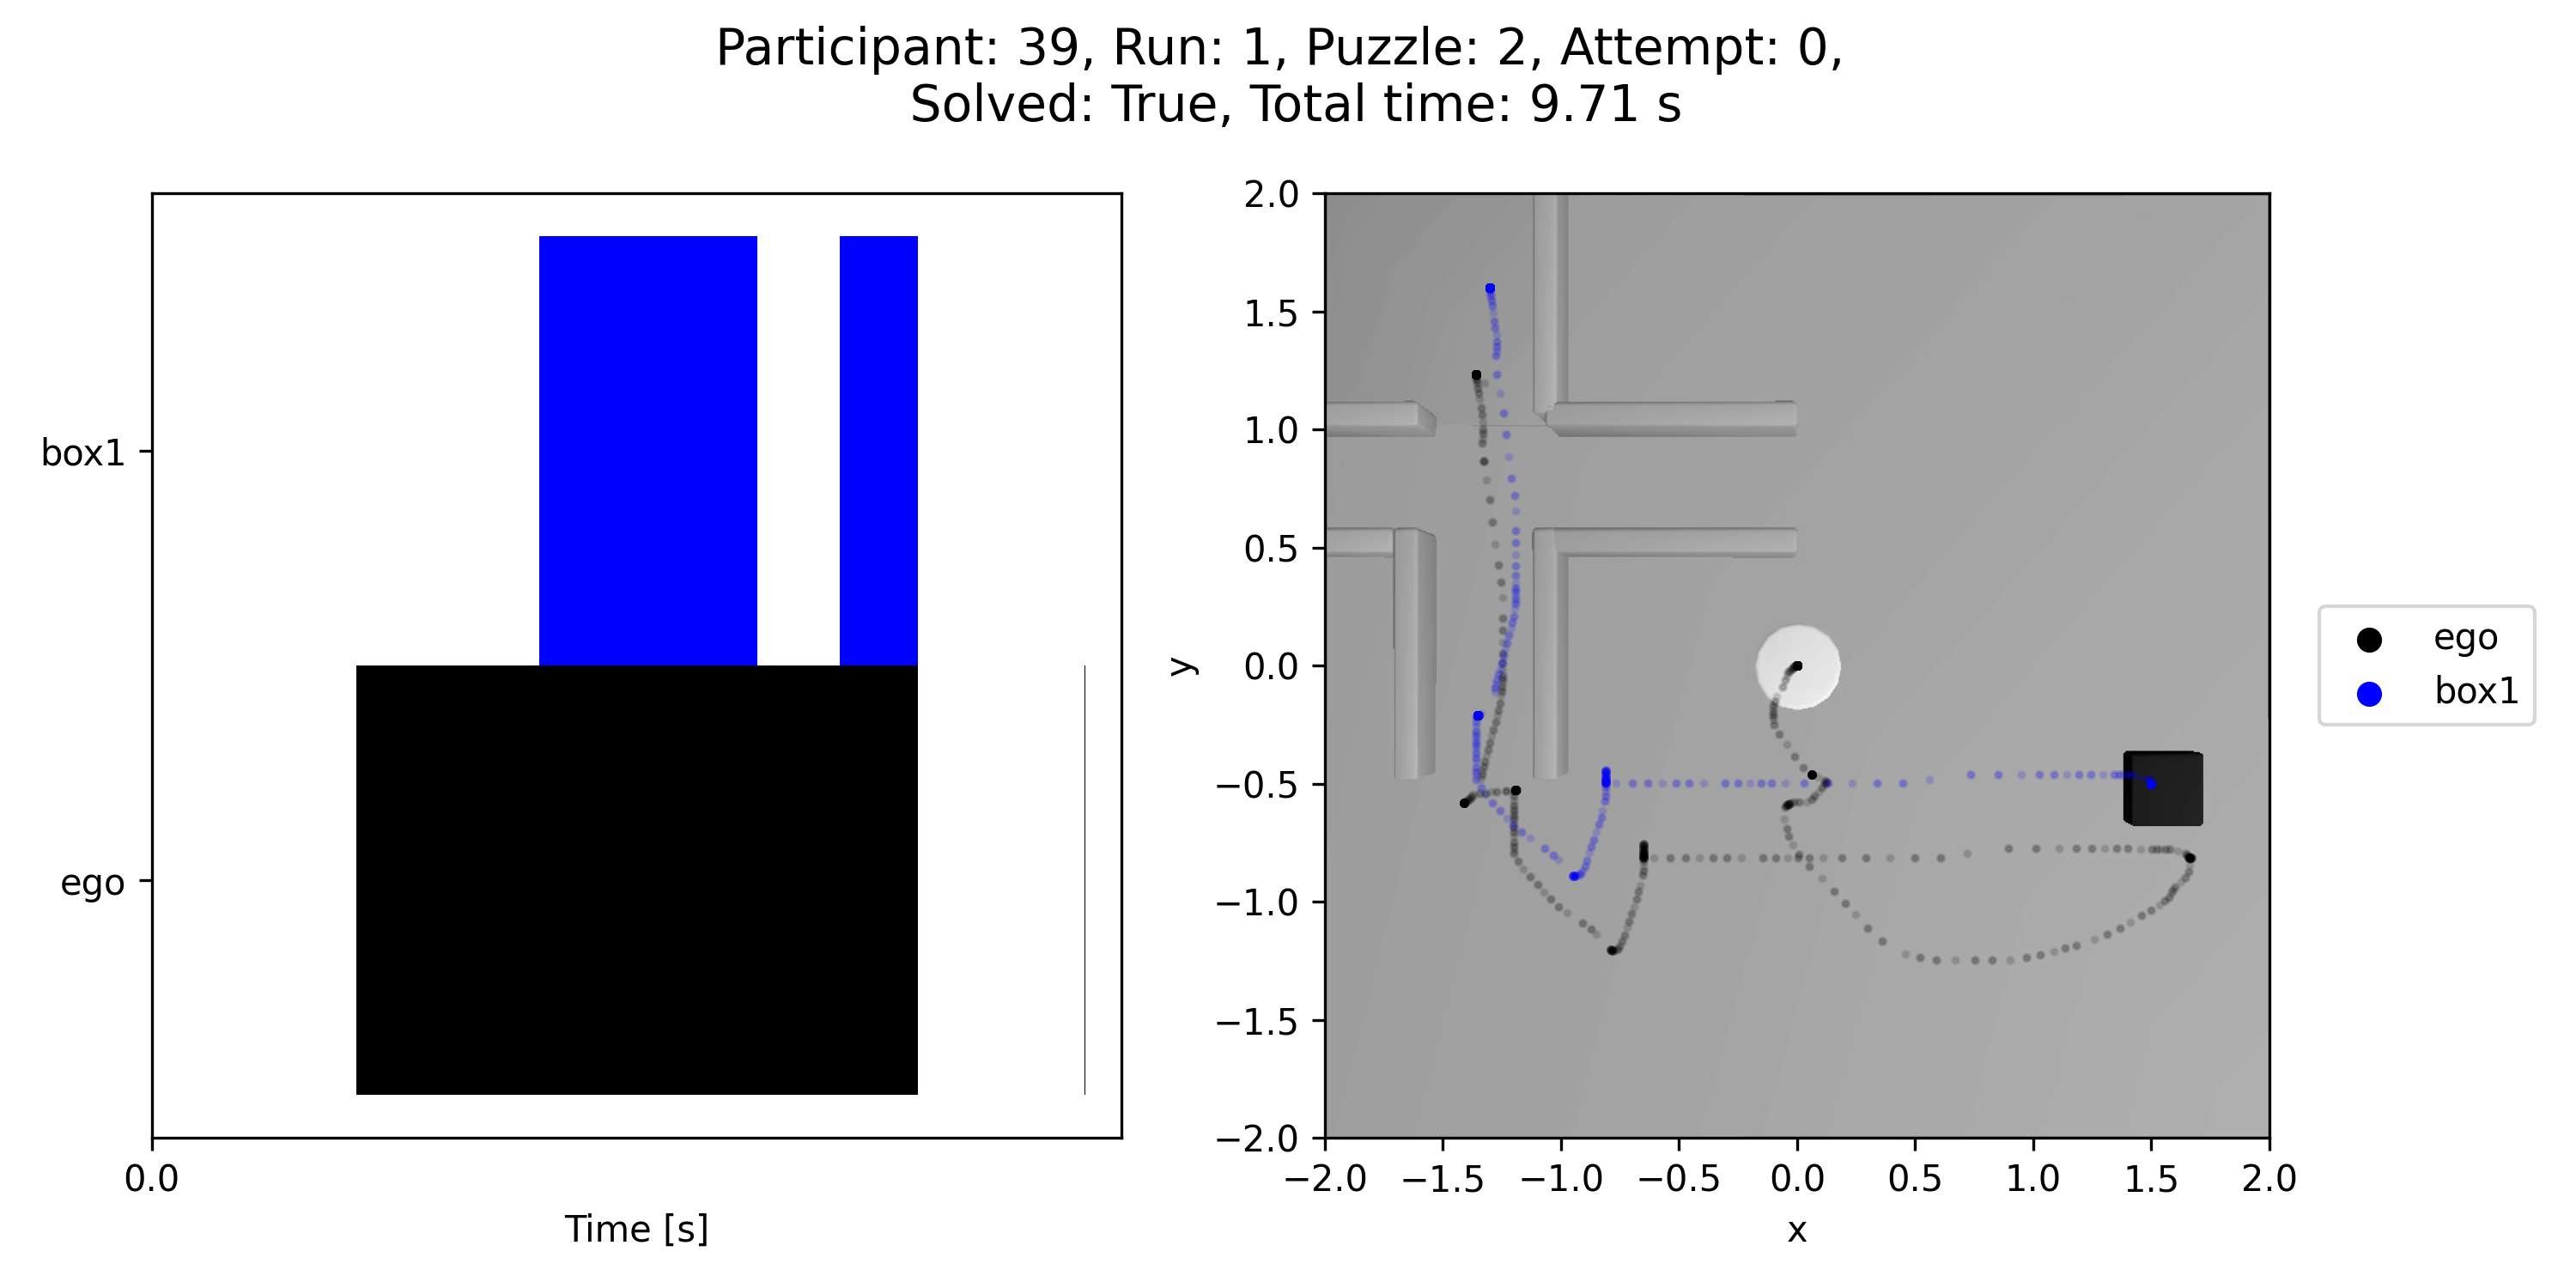 Participant: 39, Run: 1, Puzzle: 2, Attempt: 0,
Solved: True, Total time: 9.71 s
box1
ego
0.0
Time [s]
2.0
1.5
1.0
0.5
0.0
−0.5
−1.0
−1.5
−2.0
y
−2.0 −1.5 −1.0 −0.5 0.0 0.5 1.0 1.5 2.0
x
ego
box1